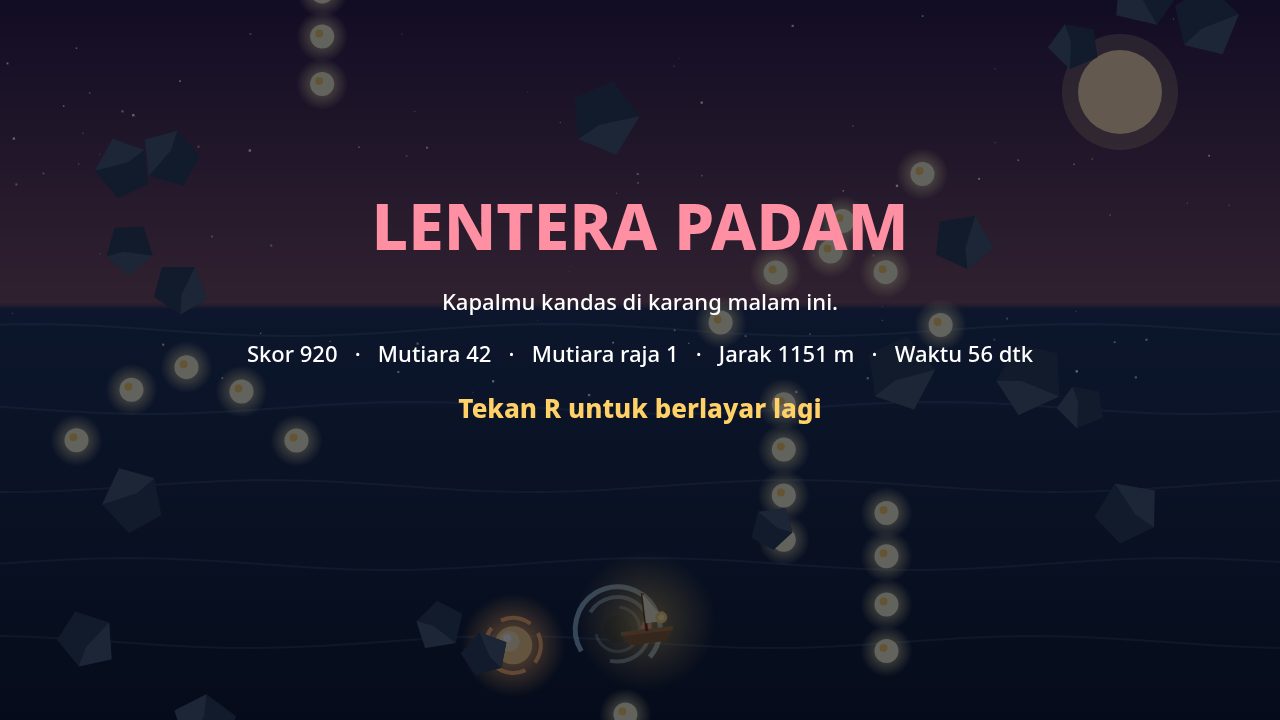 LENTERA PADAM
Kapalmu kandas di karang malam ini.
Skor 920 · Mutiara 42 · Mutiara raja 1 · Jarak 1151 m · Waktu 56 dtk
Tekan R untuk berlayar lagi